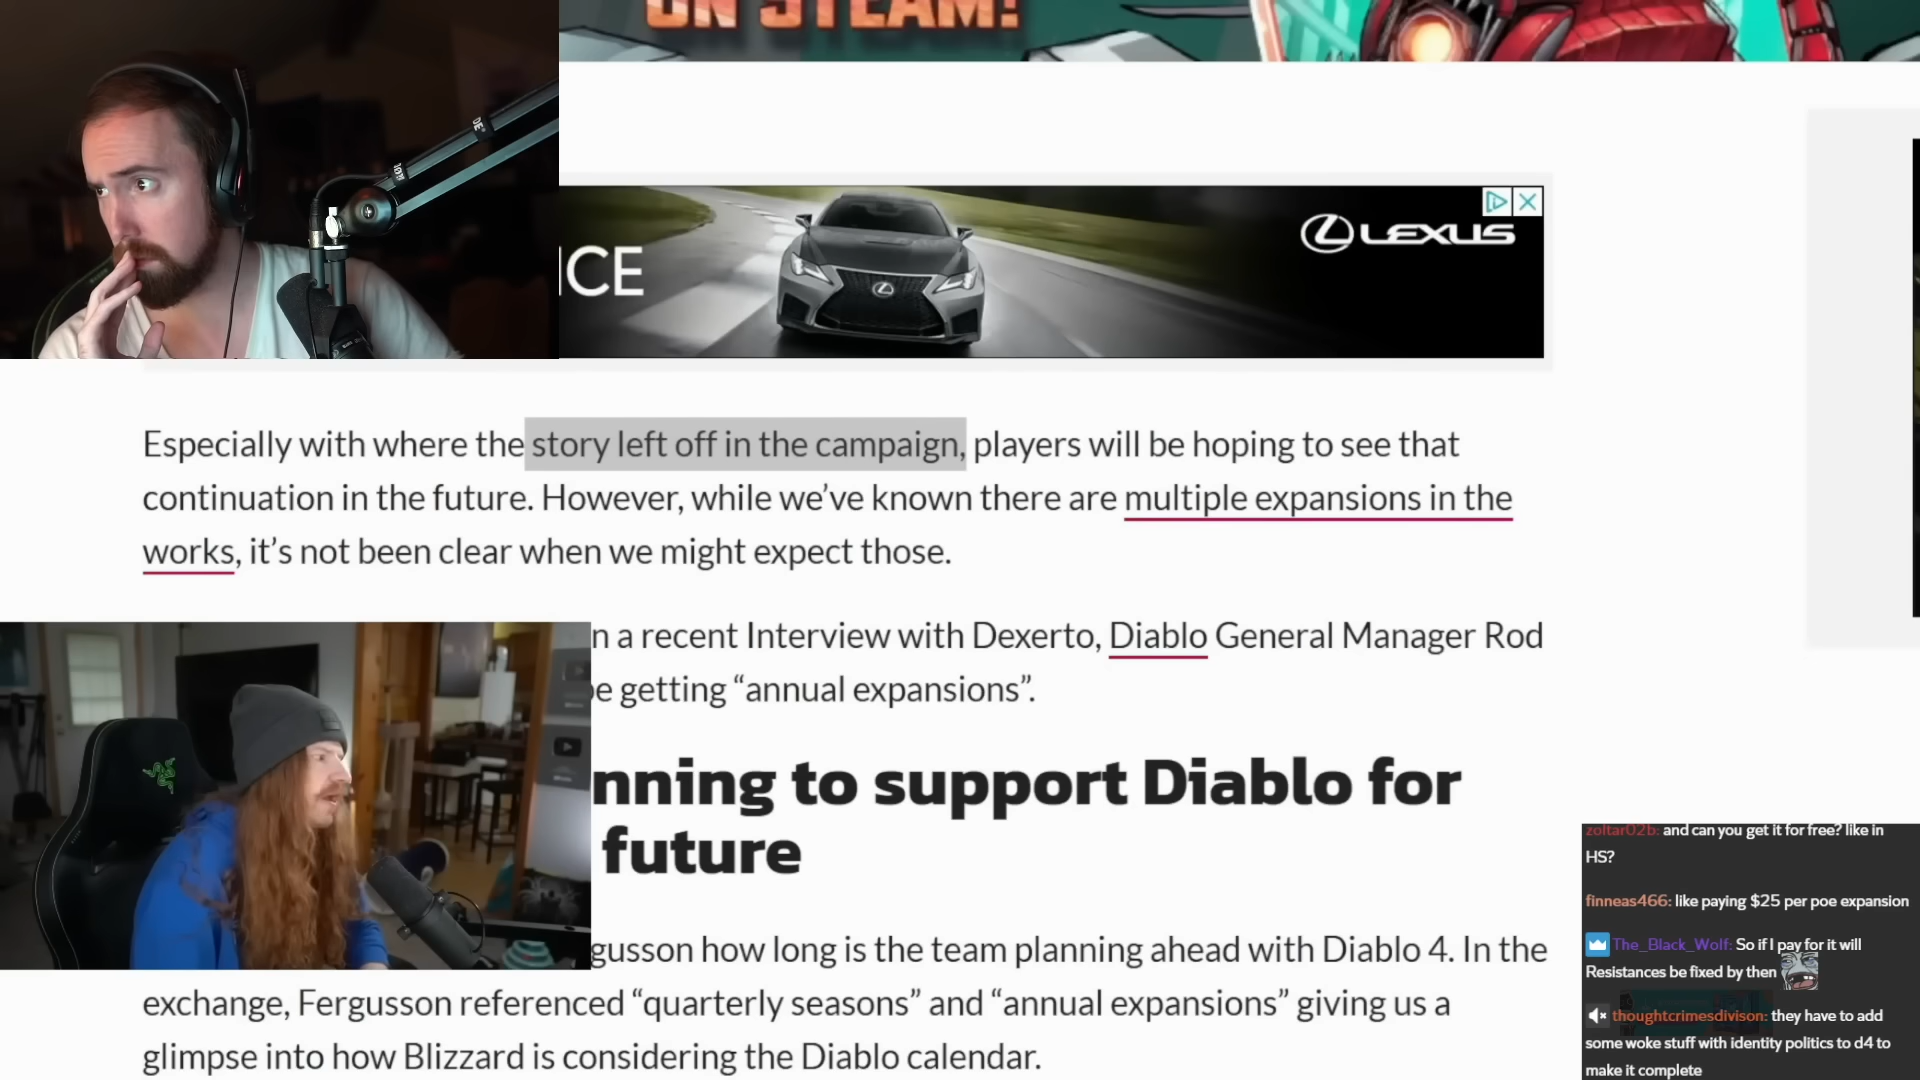 ON STEAM!
ICE
LEXUS
Especially with where the story left off in the campaign, players will be hoping to see that
continuation in the future. However, while we’ve known there are multiple expansions in the
works, it’s not been clear when we might expect those.
n a recent Interview with Dexerto, Diablo General Manager Rod
e getting “annual expansions”.
nning to support Diablo for
future
gusson how long is the team planning ahead with Diablo 4. In the
exchange, Fergusson referenced “quarterly seasons” and “annual expansions” giving us a
glimpse into how Blizzard is considering the Diablo calendar.
zoltar02b: and can you get it for free? like in
HS?
finneas466: like paying $25 per poe expansion
The_Black_Wolf: So if I pay for it will
Resistances be fixed by then
thoughtcrimesdivison: they have to add
some woke stuff with identity politics to d4 to
make it complete